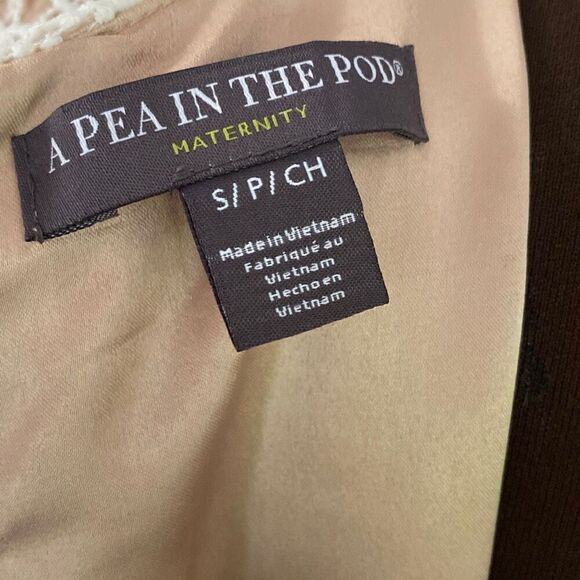 A PEA IN THE POD®
MATERNITY
S/P/CH
Made in Vietnam
Fabriqué au
Vietnam
Hecho en
Vietnam